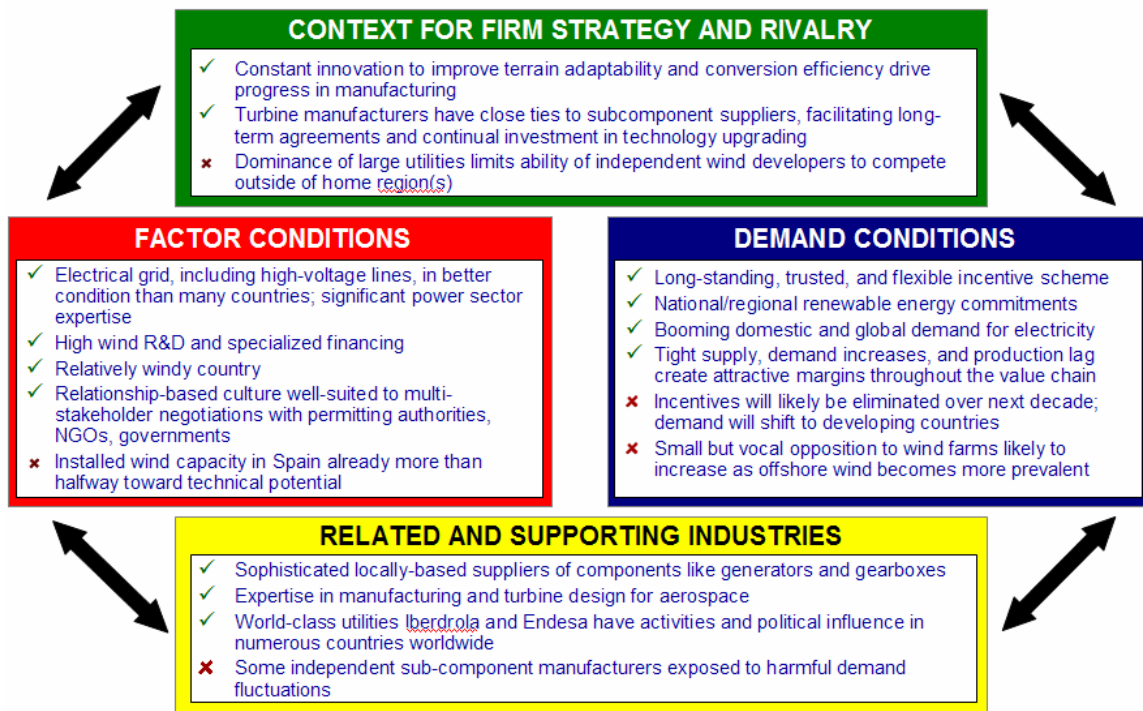 CONTEXT FOR FIRM STRATEGY AND RIVALRY
✓ Constant innovation to improve terrain adaptability and conversion efficiency drive
progress in manufacturing
✓ Turbine manufacturers have close ties to subcomponent suppliers, facilitating long-
term agreements and continual investment in technology upgrading
✗ Dominance of large utilities limits ability of independent wind developers to compete
outside of home region(s)
FACTOR CONDITIONS
✓ Electrical grid, including high-voltage lines, in better
condition than many countries; significant power sector
expertise
✓ High wind R&D and specialized financing
✓ Relatively windy country
✓ Relationship-based culture well-suited to multi-
stakeholder negotiations with permitting authorities,
NGOs, governments
✗ Installed wind capacity in Spain already more than
halfway toward technical potential
DEMAND CONDITIONS
✓ Long-standing, trusted, and flexible incentive scheme
✓ National/regional renewable energy commitments
✓ Booming domestic and global demand for electricity
✓ Tight supply, demand increases, and production lag
create attractive margins throughout the value chain
✗ Incentives will likely be eliminated over next decade;
demand will shift to developing countries
✗ Small but vocal opposition to wind farms likely to
increase as offshore wind becomes more prevalent
RELATED AND SUPPORTING INDUSTRIES
✓ Sophisticated locally-based suppliers of components like generators and gearboxes
✓ Expertise in manufacturing and turbine design for aerospace
✓ World-class utilities Iberdrola and Endesa have activities and political influence in
numerous countries worldwide
✗ Some independent sub-component manufacturers exposed to harmful demand
fluctuations